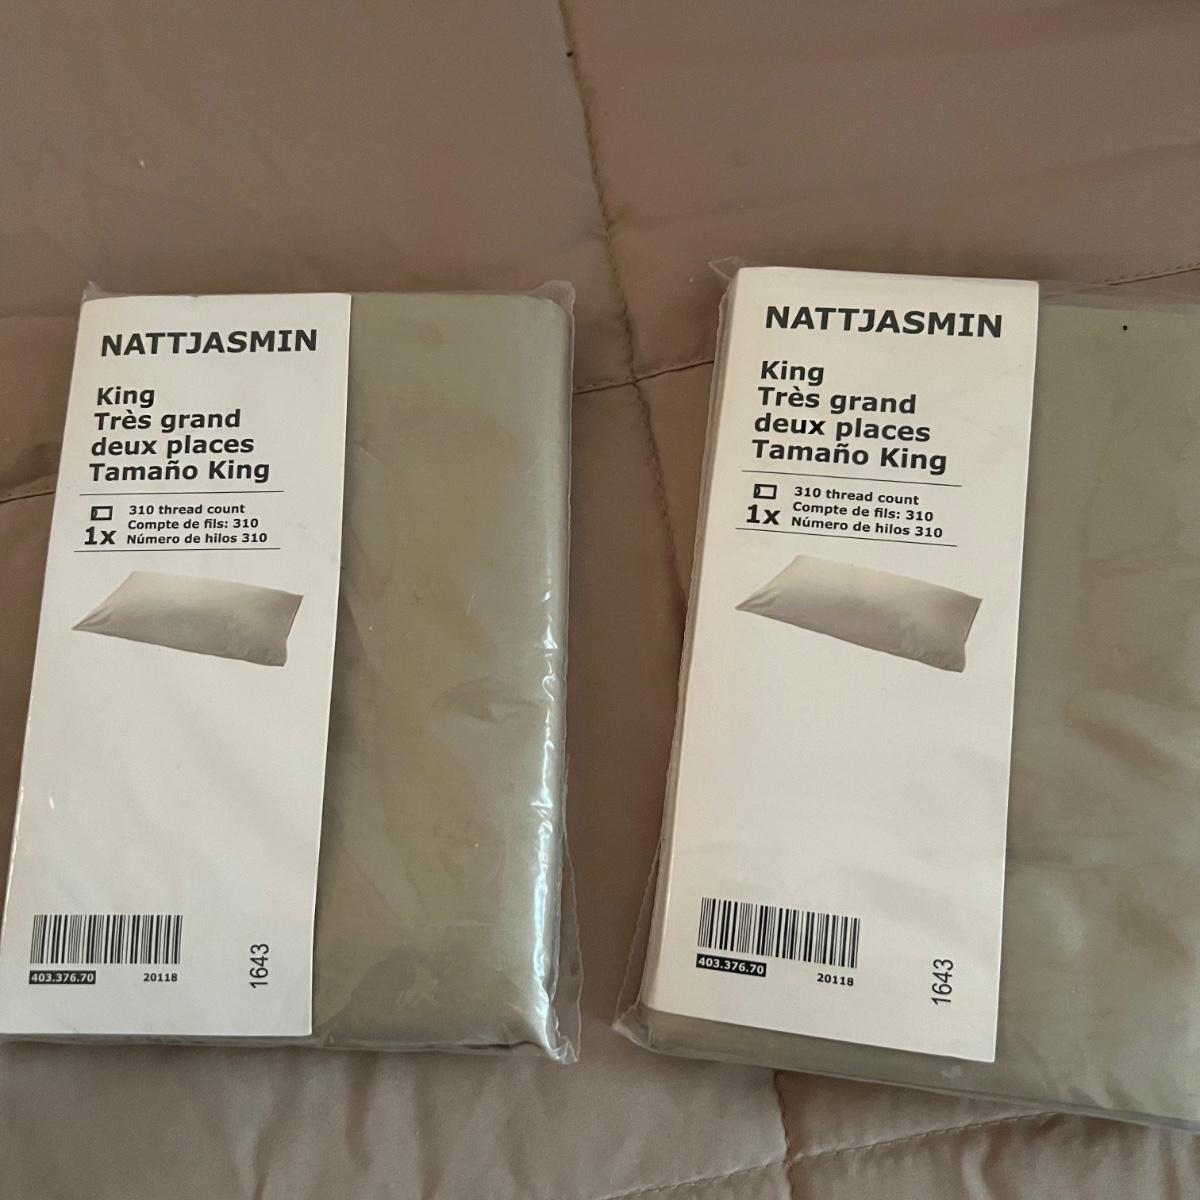 NATTJASMIN
King
Très grand
deux places
Tamaño King
310 thread count
Compte de fils: 310
1x Número de hilos 310
403.376.70 20118
1643
NATTJASMIN
King
Très grand
deux places
Tamaño King
310 thread count
Compte de fils: 310
1x Número de hilos 310
403.376.70 20118
1643